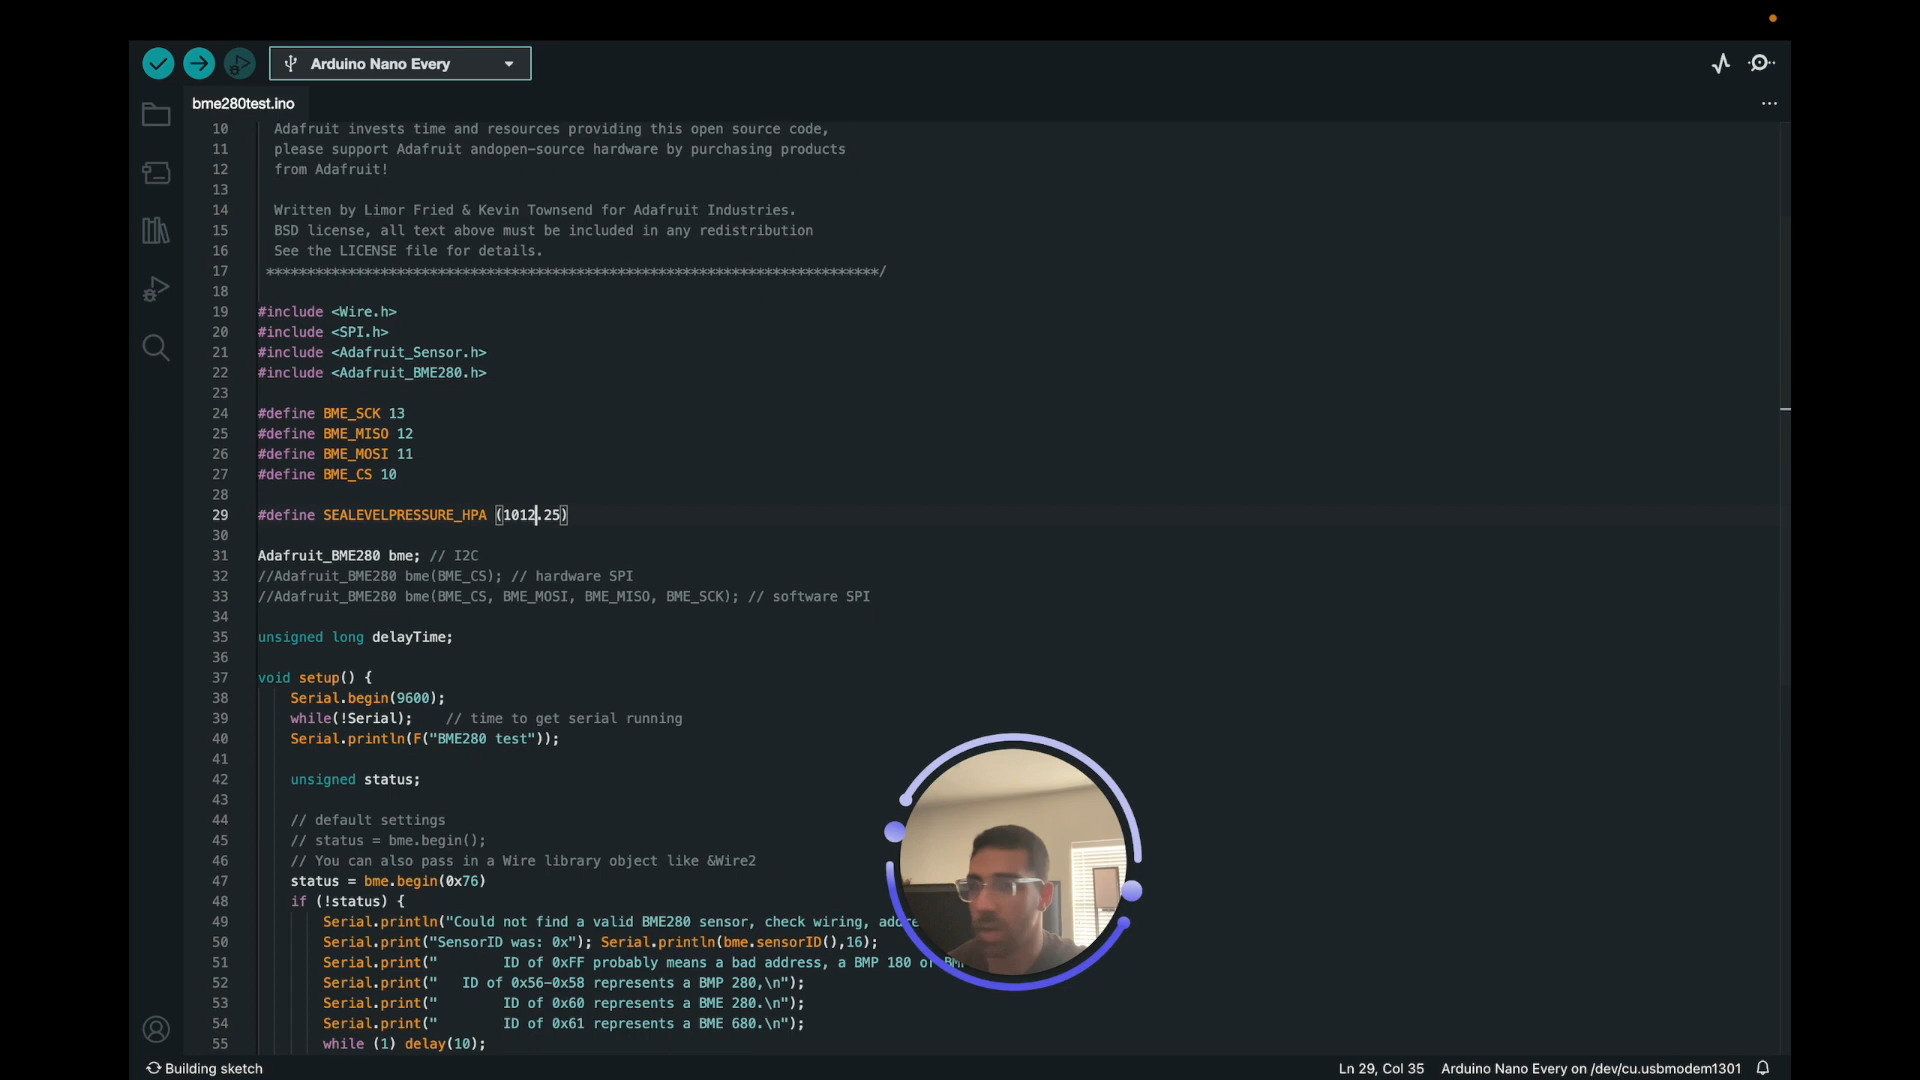 Arduino Nano Every
bme280test.ino
10 Adafruit invests time and resources providing this open source code,
11 please support Adafruit andopen-source hardware by purchasing products
12 from Adafruit!
13
14 Written by Limor Fried & Kevin Townsend for Adafruit Industries.
15 BSD license, all text above must be included in any redistribution
16 See the LICENSE file for details.
17 ***************************************************************************/
18
19 #include <Wire.h>
20 #include <SPI.h>
21 #include <Adafruit_Sensor.h>
22 #include <Adafruit_BME280.h>
23
24 #define BME_SCK 13
25 #define BME_MISO 12
26 #define BME_MOSI 11
27 #define BME_CS 10
28
29 #define SEALEVELPRESSURE_HPA (1012.25)
30
31 Adafruit_BME280 bme; // I2C
32 //Adafruit_BME280 bme(BME_CS); // hardware SPI
33 //Adafruit_BME280 bme(BME_CS, BME_MOSI, BME_MISO, BME_SCK); // software SPI
34
35 unsigned long delayTime;
36
37 void setup() {
38 Serial.begin(9600);
39 while(!Serial); // time to get serial running
40 Serial.println(F("BME280 test"));
41
42 unsigned status;
43
44 // default settings
45 // status = bme.begin();
46 // You can also pass in a Wire library object like &Wire2
47 status = bme.begin(0x76)
48 if (!status) {
49 Serial.println("Could not find a valid BME280 sensor, check wiring,
50 Serial.print("SensorID was: 0x"); Serial.println(bme.sensorID(),16);
51 Serial.print(" ID of 0xFF probably means a bad address, a BMP 180 or
52 Serial.print(" ID of 0x56-0x58 represents a BMP 280,\n");
53 Serial.print(" ID of 0x60 represents a BME 280.\n");
54 Serial.print(" ID of 0x61 represents a BME 680.\n");
55 while (1) delay(10);
Building sketch
Ln 29, Col 35 Arduino Nano Every on /dev/cu.usbmodem1301